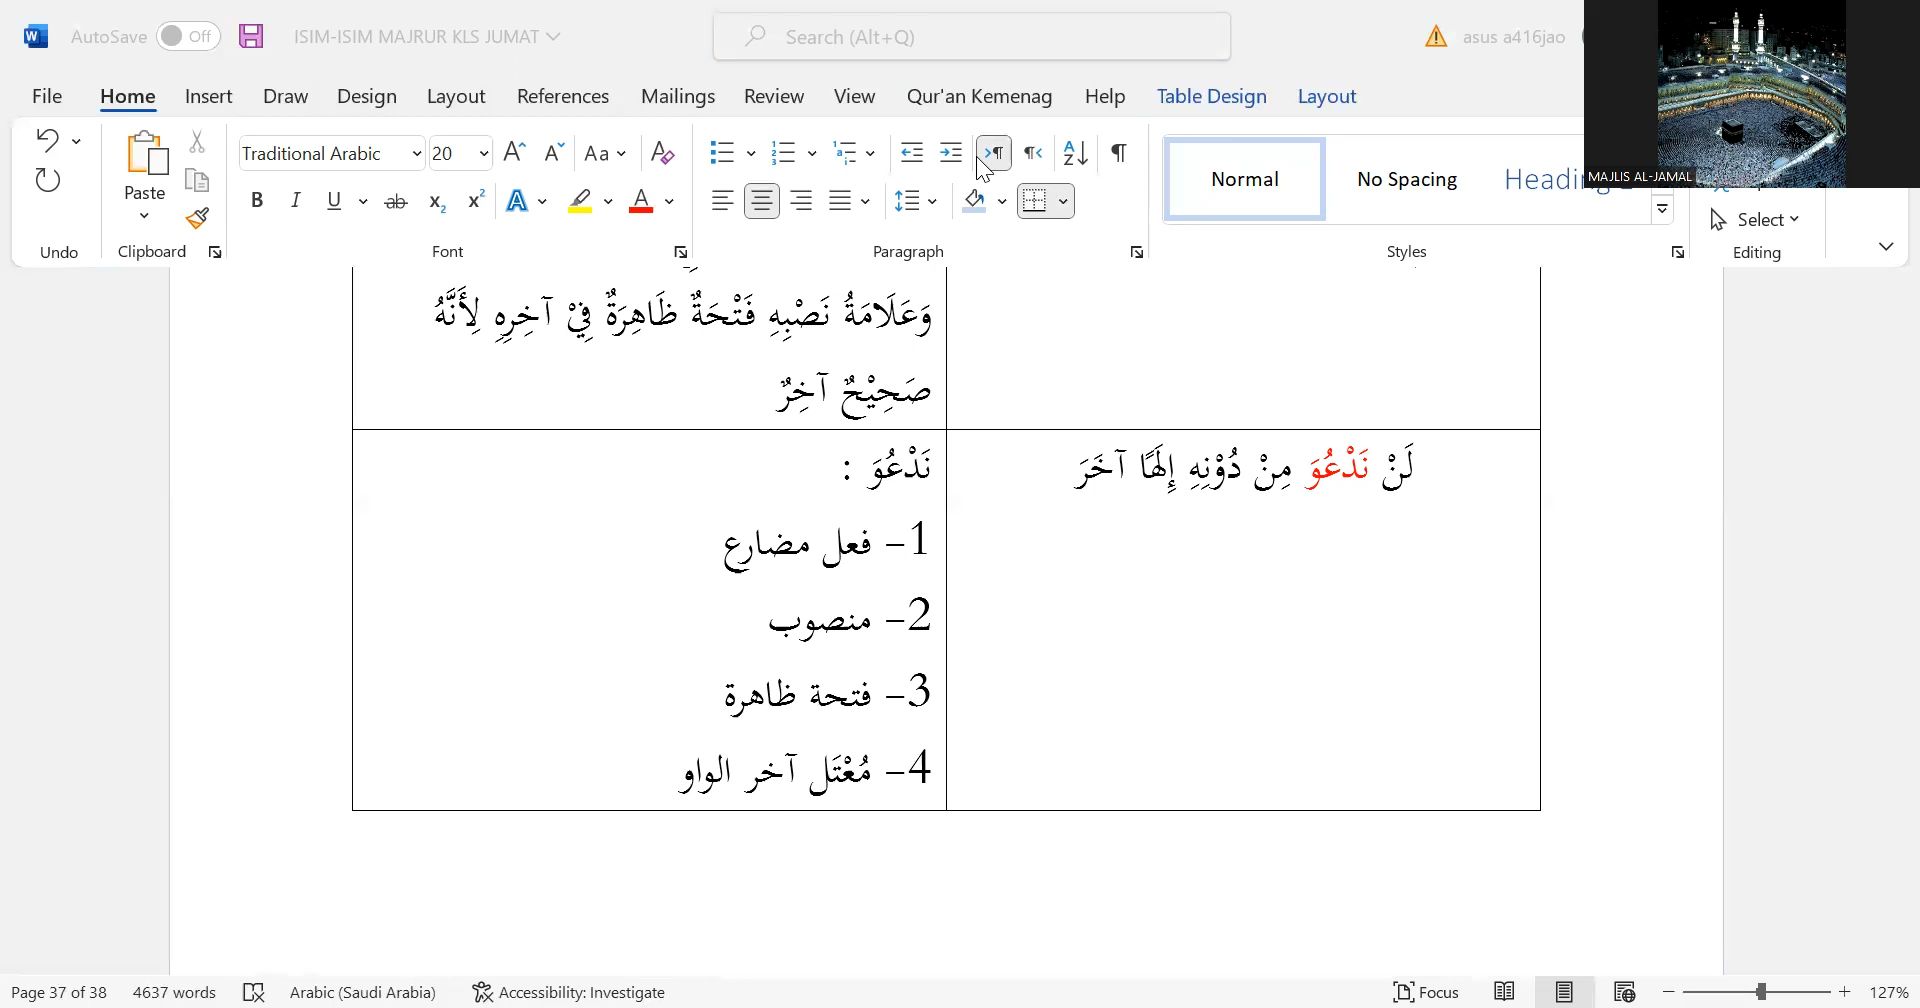 AutoSave Off ISIM-ISIM MAJRUR KLS JUMAT Search (Alt+Q) asus a416jao
File Home Insert Draw Design Layout References Mailings Review View Qur'an Kemenag Help Table Design Layout
Traditional Arabic 20 Aa
Paste
Normal No Spacing Heading
MAJLIS AL-JAMAL
Select
Undo Clipboard Font Paragraph Styles Editing
وَعَلَامَةُ نَصْبِهِ فَتْحَةٌ ظَاهِرَةٌ فِيْ آخِرِهِ لِأَنَّهُ
صَحِيْحٌ آخِرٌ
لَنْ نَدْعُوَ مِنْ دُوْنِهِ إِلَهًا آخَرَ
نَدْعُوَ :
1- فعل مضارع
2- منصوب
3- فتحة ظاهرة
4- مُعْتَل آخر الواو
Page 37 of 38 4637 words Arabic (Saudi Arabia) Accessibility: Investigate Focus 127%